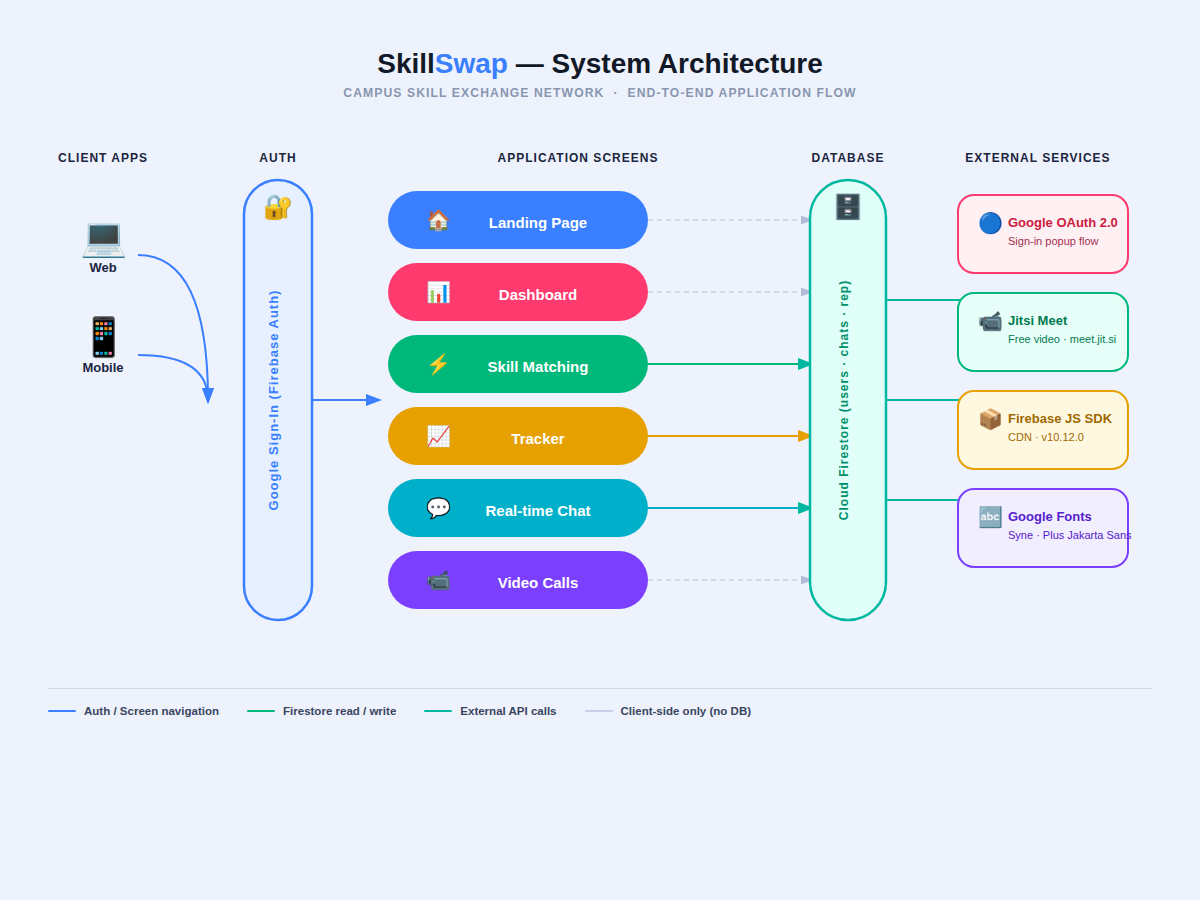 SkillSwap — System Architecture
CAMPUS SKILL EXCHANGE NETWORK · END-TO-END APPLICATION FLOW
CLIENT APPS
AUTH
APPLICATION SCREENS
DATABASE
EXTERNAL SERVICES
Web
Mobile
Google Sign-In (Firebase Auth)
Landing Page
Dashboard
Skill Matching
Tracker
Real-time Chat
Video Calls
Cloud Firestore (users · chats · rep)
Google OAuth 2.0
Sign-in popup flow
Jitsi Meet
Free video · meet.jit.si
Firebase JS SDK
CDN · v10.12.0
abc
Google Fonts
Syne · Plus Jakarta Sans
Auth / Screen navigation
Firestore read / write
External API calls
Client-side only (no DB)